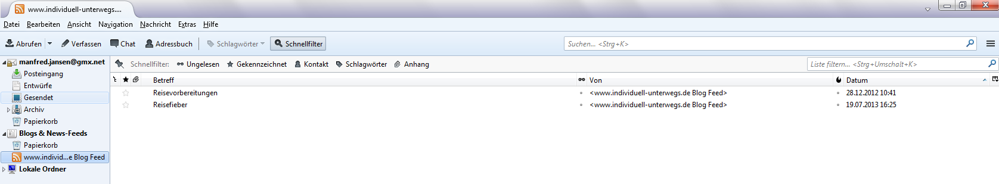 www.individuell-unterwegs....
Datei Bearbeiten Ansicht Navigation Nachricht Extras Hilfe
Abrufen Verfassen Chat Adressbuch Schlagwörter Schnellfilter Suchen... <Strg+K>
manfred.jansen@gmx.net
Posteingang
Entwürfe
Gesendet
Archiv
Papierkorb
Blogs & News-Feeds
Papierkorb
www.individ...e Blog Feed
Lokale Ordner
Schnellfilter: Ungelesen Gekennzeichnet Kontakt Schlagwörter Anhang Liste filtern... <Strg+Umschalt+K>
Betreff Von Datum
Reisevorbereitungen <www.individuell-unterwegs.de Blog Feed> 28.12.2012 10:41
Reisefieber <www.individuell-unterwegs.de Blog Feed> 19.07.2013 16:25